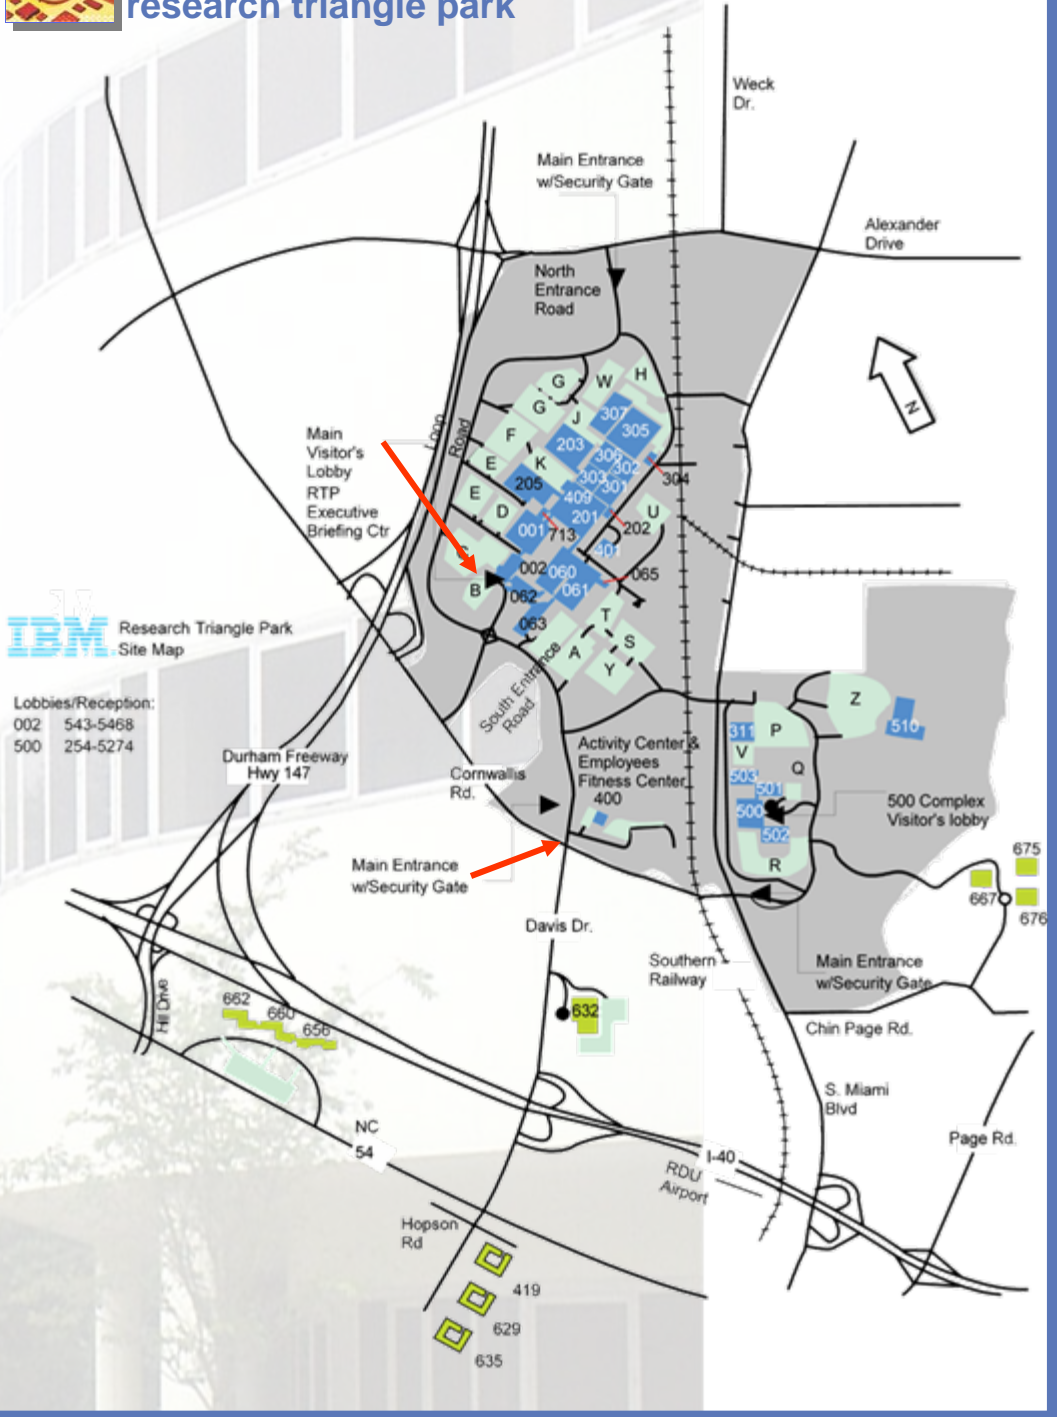 research triangle park
Weck
Dr.
Main Entrance
w/Security Gate
Alexander
Drive
North
Entrance
Road
N
G
W
H
G
J
307
305
F
203
Loop
Road
Main
Visitor's
Lobby
RTP
Executive
Briefing Ctr
E
K
306
302
303
301
304
205
409
E
D
201
U
001
713
202
401
C
002
060
065
B
062
061
063
T
A
S
Y
IBM
Research Triangle Park
Site Map
Lobbies/Reception:
002 543-5468
500 254-5274
South Entrance
Road
Z
510
311
P
V
Q
503
501
500
502
R
Durham Freeway
Hwy 147
Activity Center &
Employees
Fitness Center
400
Cornwallis
Rd.
500 Complex
Visitor's lobby
Main Entrance
w/Security Gate
675
667
676
Davis Dr.
Southern
Railway
Main Entrance
w/Security Gate
Hill Drive
662
660
656
632
Chin Page Rd.
S. Miami
Blvd
Page Rd.
NC
54
I-40
RDU
Airport
Hopson
Rd
419
629
635